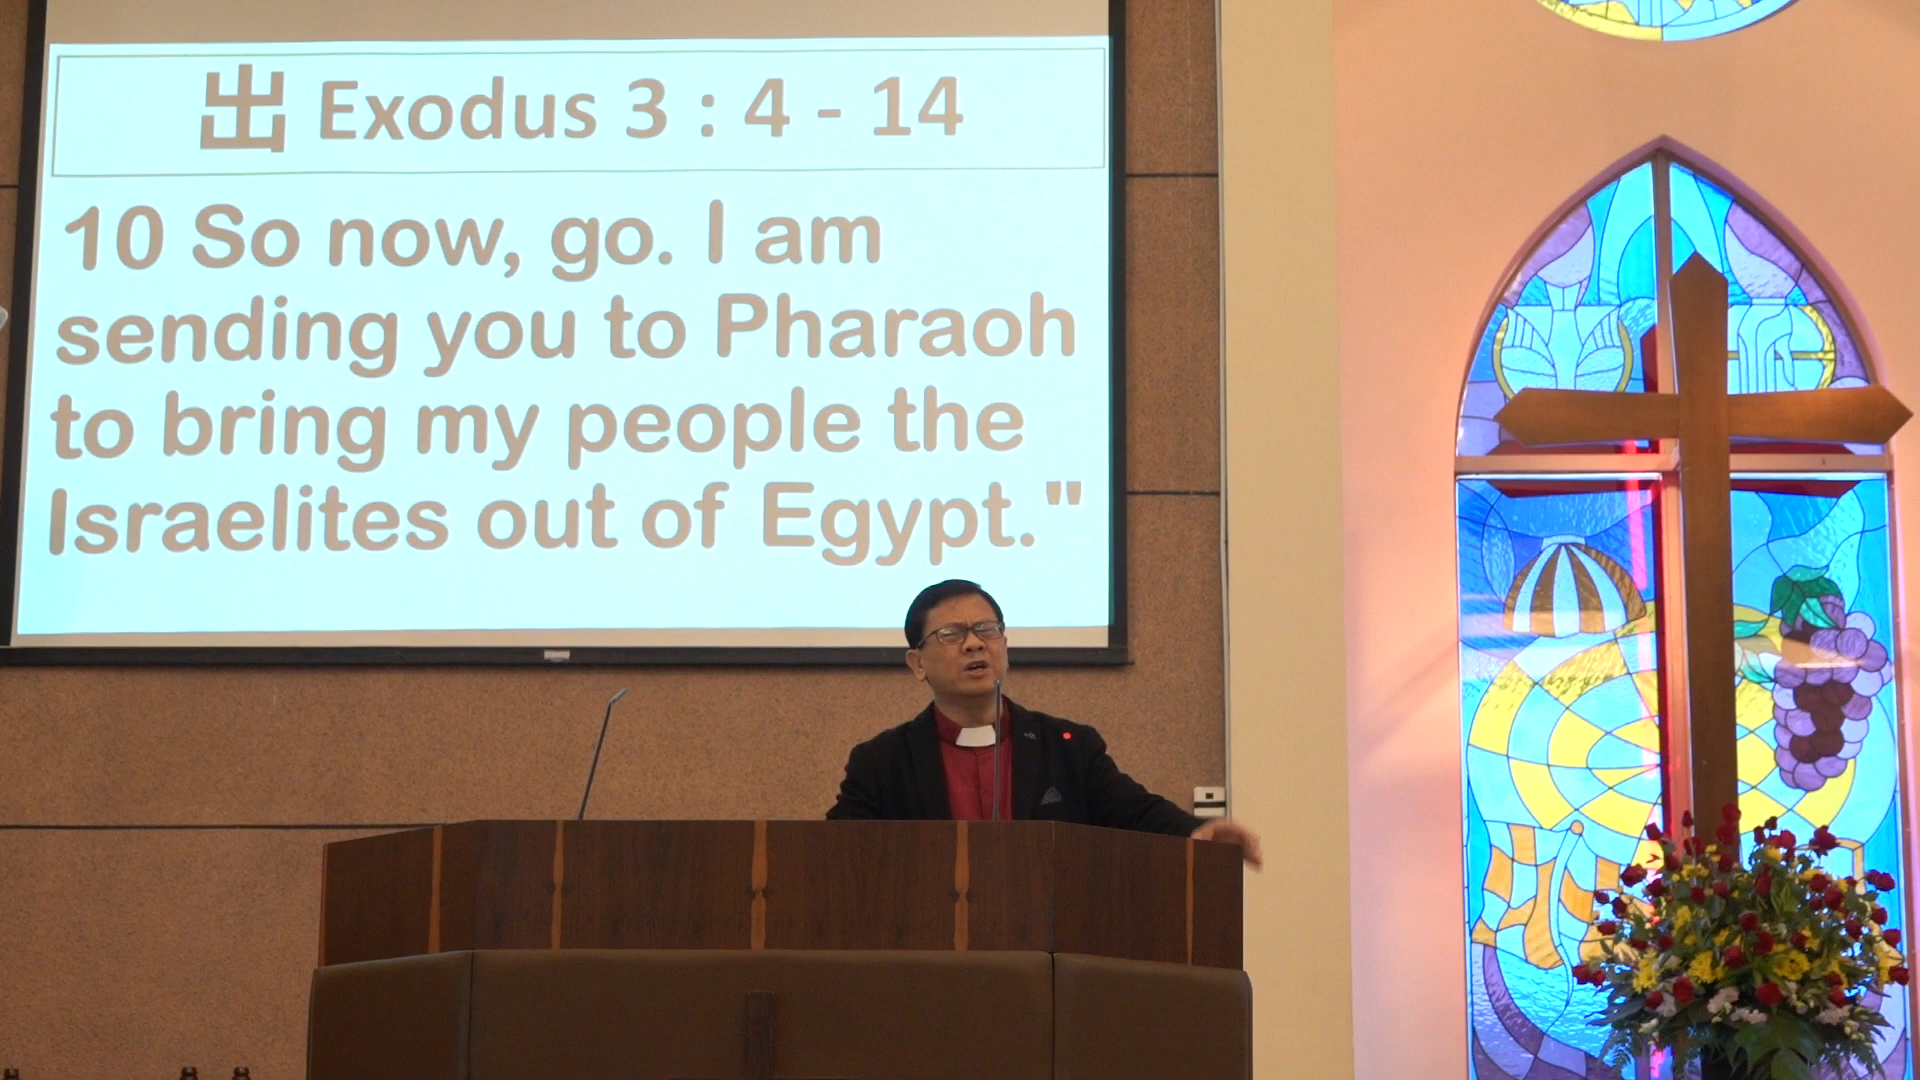 出 Exodus 3 : 4 - 14
10 So now, go. I am
sending you to Pharaoh
to bring my people the
Israelites out of Egypt."